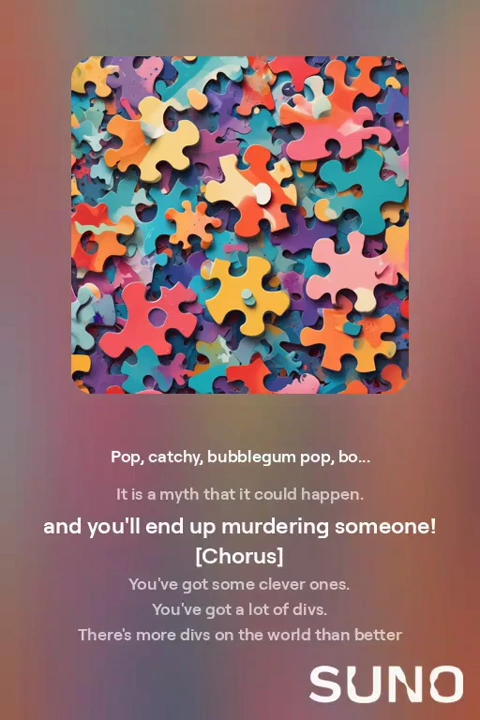 Pop, catchy, bubblegum pop, bo...
It is a myth that it could happen.
and you'll end up murdering someone!
[Chorus]
You've got some clever ones.
You've got a lot of divs.
There's more divs on the world than better
SUNO